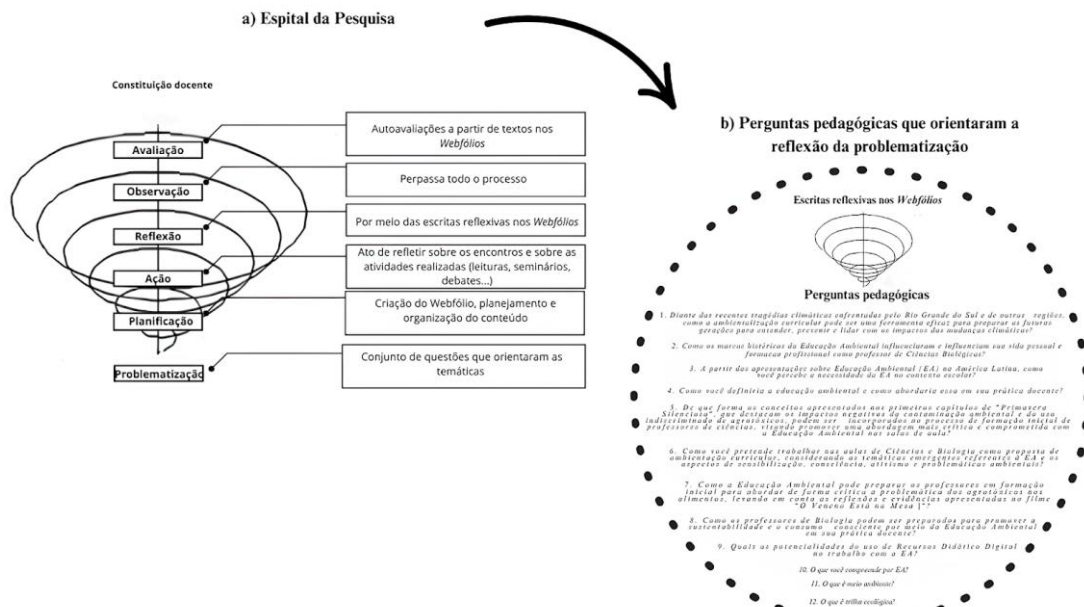 a) Espital da Pesquisa
Constituição docente
Avaliação
Autoavaliações a partir de textos nos
Webfólios
Observação
Perpassa todo o processo
Reflexão
Por meio das escritas reflexivas nos Webfólios
Ação
Ato de refletir sobre os encontros e sobre as
atividades realizadas (leituras, seminários,
debates...)
Planificação
Criação do Webfólio, planejamento e
organização do conteúdo
Problematização
Conjunto de questões que orientaram as
temáticas
b) Perguntas pedagógicas que orientaram a
reflexão da problematização
Escritas reflexivas nos Webfólios
Perguntas pedagógicas
1. Diante das recentes tragédias climáticas enfrentadas pelo Rio Grande do Sul e de outras regiões,
como a ambientalização curricular pode ser uma ferramenta eficaz para preparar as futuras
gerações para entender, prevenir e lidar com os impactos das mudanças climáticas?
2. Como os marcos históricos da Educação Ambiental influenciaram e influenciam sua vida pessoal e
formacao profissional como professor de Ciências Biológicas?
3. A partir das apresentações sobre Educação Ambiental (EA) na América Latina, como
você percebe a necessidade da EA no contexto escolar?
4. Como você definiria a educação ambiental e como abordaria essa em sua prática docente?
5. De que forma os conceitos apresentados nos primeiros capítulos de "Primavera
Silenciosa", que destacam os impactos negativos da contaminação ambiental e do uso
indiscriminado de agrotóxicos, podem ser incorporados no processo de formação inicial de
professores de ciências, visando promover uma abordagem mais crítica e comprometida com
a Educação Ambiental nas salas de aula?
6. Como você pretende trabalhar nas aulas de Ciências e Biologia como proposta de
ambientação curricular, considerando as temáticas emergentes referentes à EA e os
aspectos de sensibilização, consciência, ativismo e problemáticas ambientais?
7. Como a Educação Ambiental pode preparar os professores em formação
inicial para abordar de forma crítica a problemática dos agrotóxicos nos
alimentos, levando em conta as reflexões e evidências apresentadas no filme
"O Veneno Está na Mesa
8. Como os professores de Biologia podem ser preparados para promover a
sustentabilidade e o consumo consciente por meio da Educação Ambiental
em sua prática docente?
9. Quais as potencialidades do uso de Recursos Didático Digital
no trabalho com a EA?
10. O que você compreende por EA?
11. O que é meio ambiente?
12. O que é trilha ecológica?